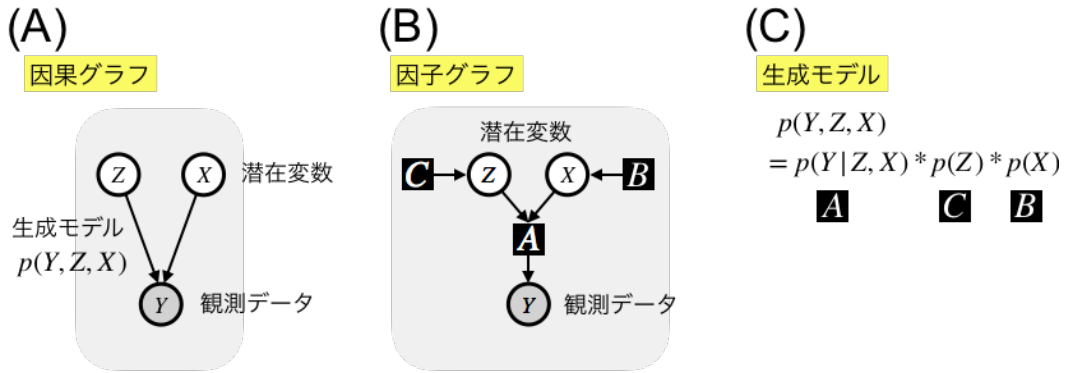 (A)
因果グラフ
Z
X
潜在変数
生成モデル
p(Y, Z, X)
Y
観測データ
(B)
因子グラフ
潜在変数
C
Z
X
B
A
Y
観測データ
(C)
生成モデル
p(Y, Z, X)
= p(Y | Z, X) * p(Z) * p(X)
A
C
B